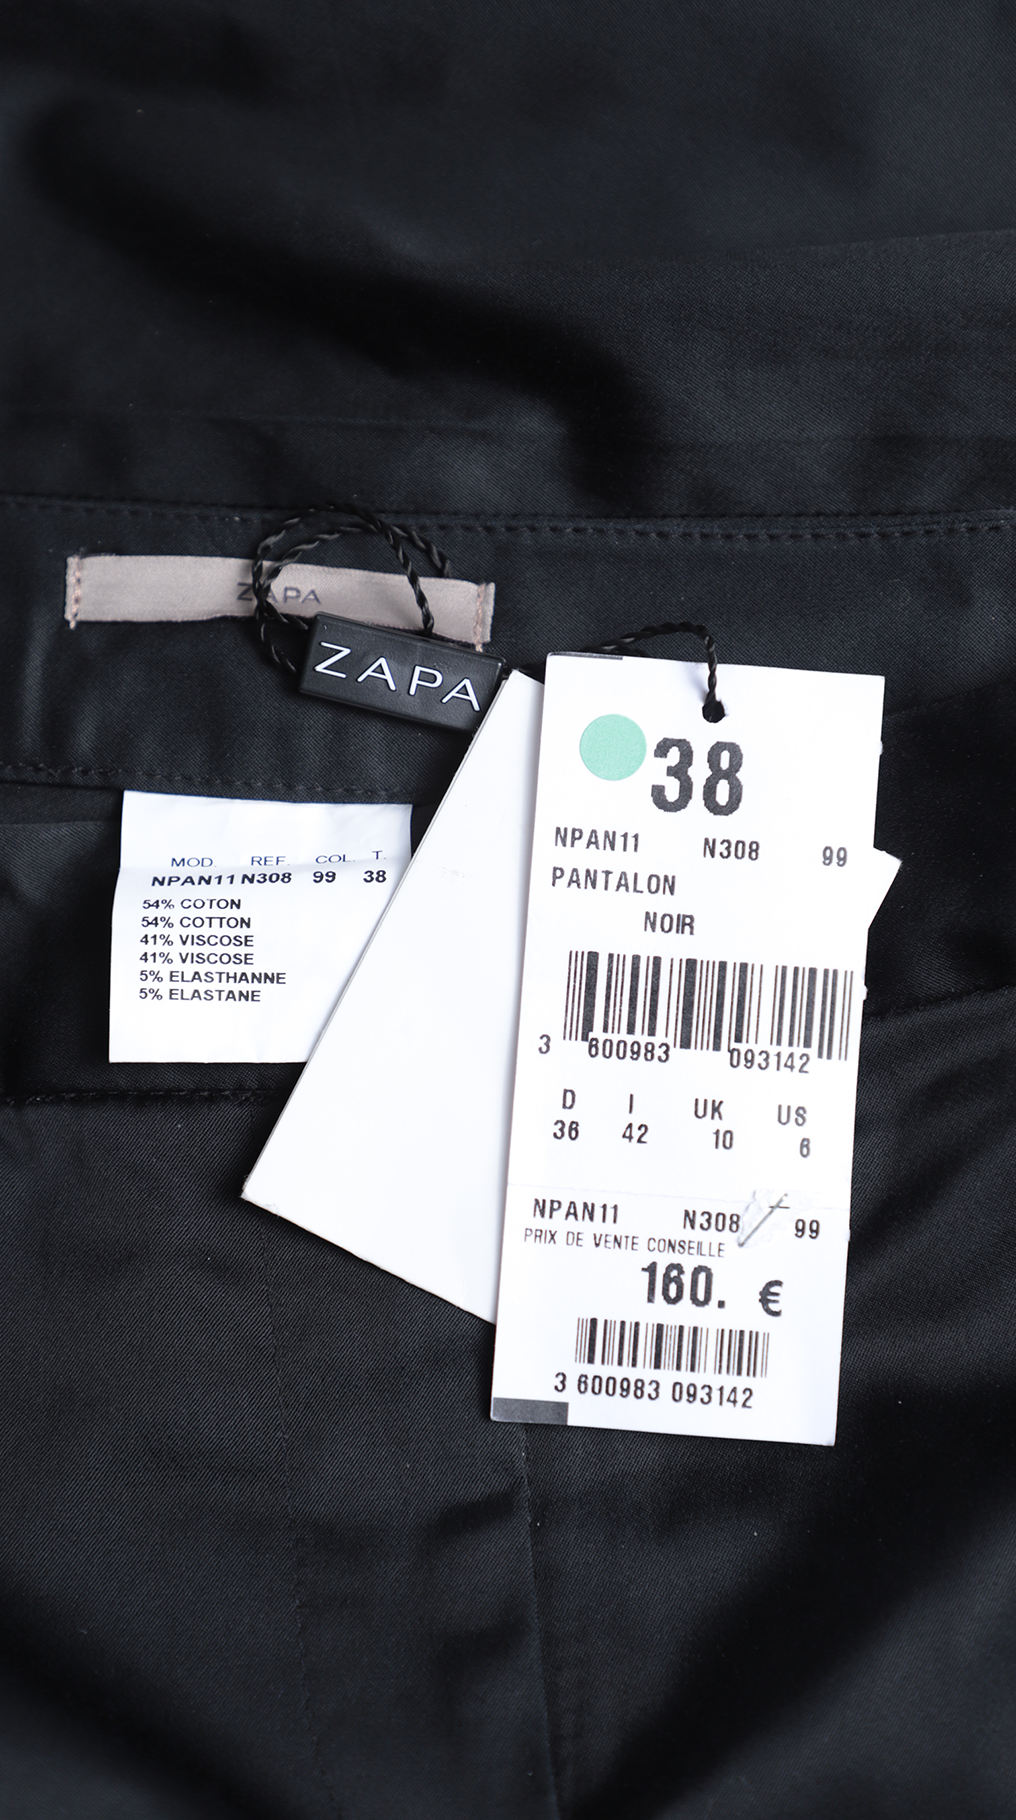 ZAPA
ZAPA
MOD. REF. COL. T.
NPAN11 N308 99 38
54% COTON
54% COTTON
41% VISCOSE
41% VISCOSE
5% ELASTHANNE
5% ELASTANE
38
NPAN11 N308 99
PANTALON
NOIR
3 600983 093142
D I UK US
36 42 10 6
NPAN11 N308 99
PRIX DE VENTE CONSEILLE
160. €
3 600983 093142